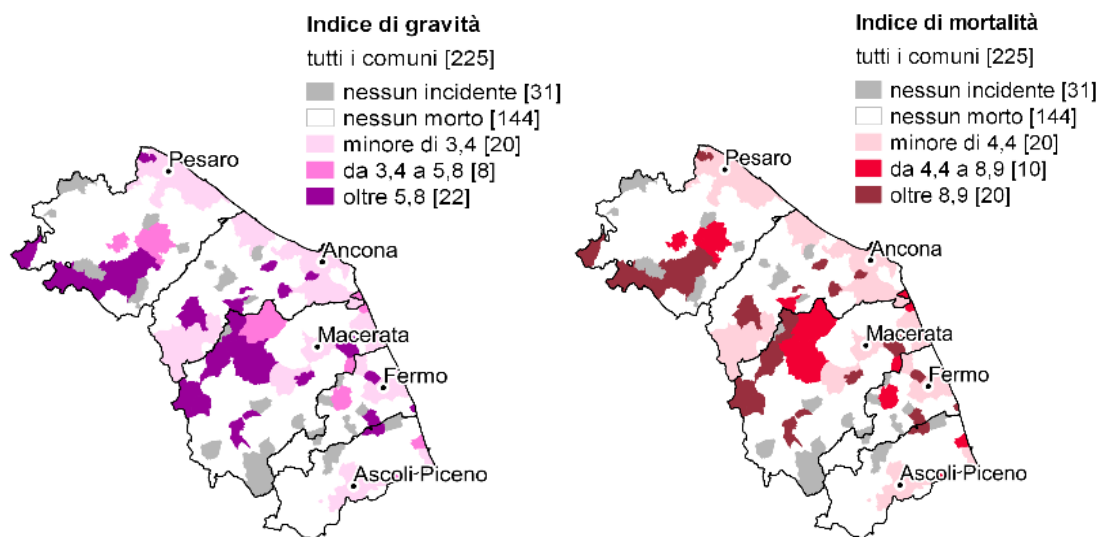 Indice di gravità
tutti i comuni [225]
nessun incidente [31]
nessun morto [144]
minore di 3,4 [20]
da 3,4 a 5,8 [8]
oltre 5,8 [22]
Pesaro
Ancona
Macerata
Fermo
Ascoli Piceno
Indice di mortalità
tutti i comuni [225]
nessun incidente [31]
nessun morto [144]
minore di 4,4 [20]
da 4,4 a 8,9 [10]
oltre 8,9 [20]
Pesaro
Ancona
Macerata
Fermo
Ascoli Piceno